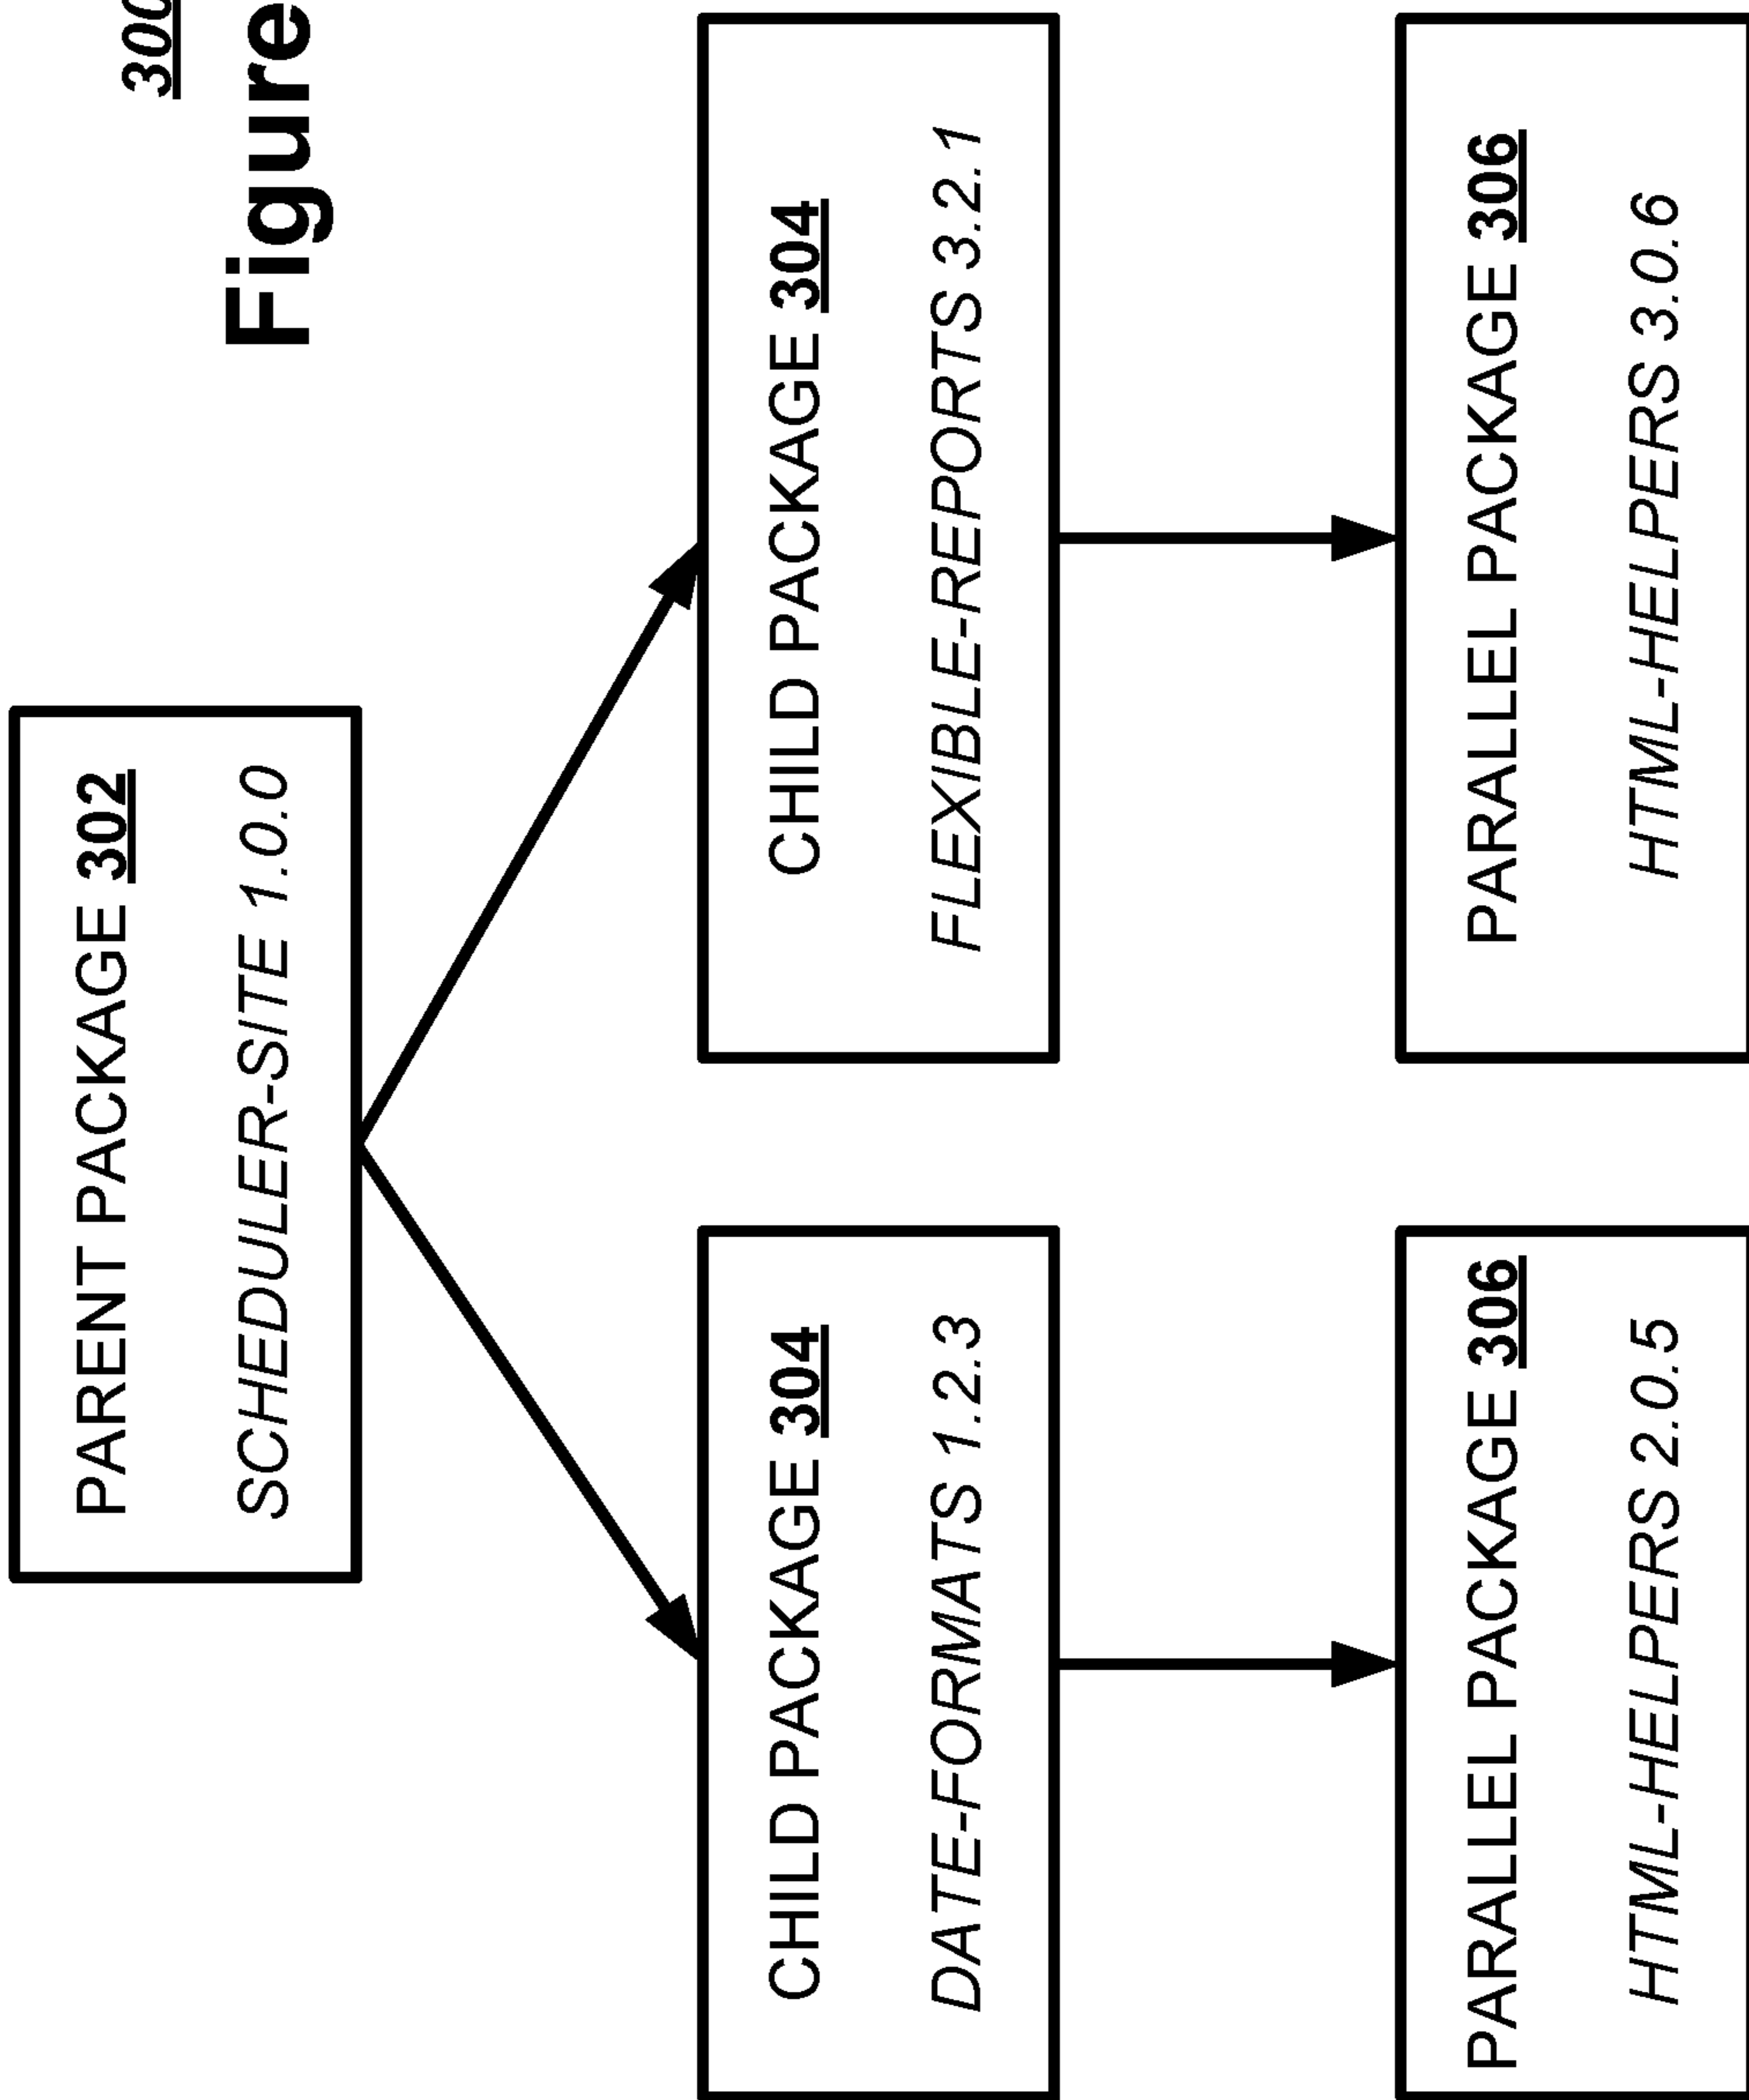 PARENT PACKAGE 302
SCHEDULER-SITE 1.0.0
300
Figure
CHILD PACKAGE 304
DATE-FORMATS 1.2.3
CHILD PACKAGE 304
FLEXIBLE-REPORTS 3.2.1
PARALLEL PACKAGE 306
HTML-HELPERS 2.0.5
PARALLEL PACKAGE 306
HTML-HELPERS 3.0.6